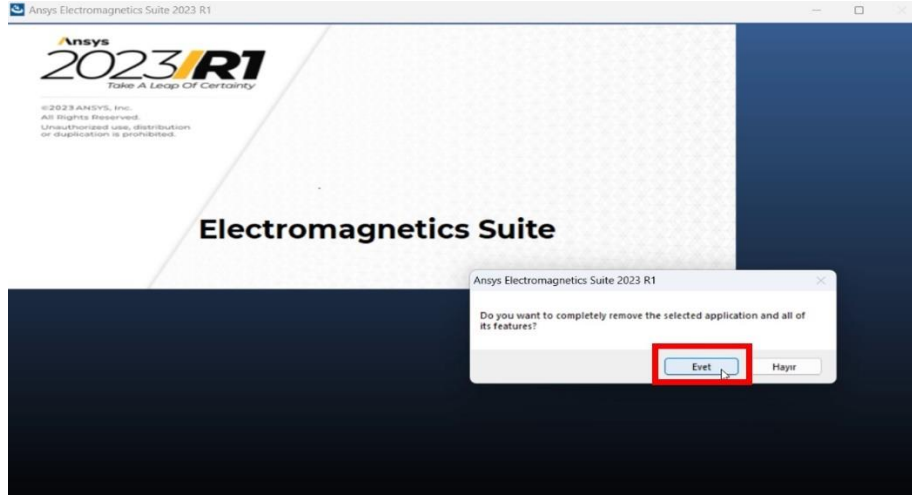 Ansys Electromagnetics Suite 2023 R1
Ansys
2023 R1
Take A Leap Of Certainty
©2023 ANSYS, Inc.
All Rights Reserved.
Unauthorized use, distribution
or duplication is prohibited.
Electromagnetics Suite
Ansys Electromagnetics Suite 2023 R1
Do you want to completely remove the selected application and all of
its features?
Evet
Hayır